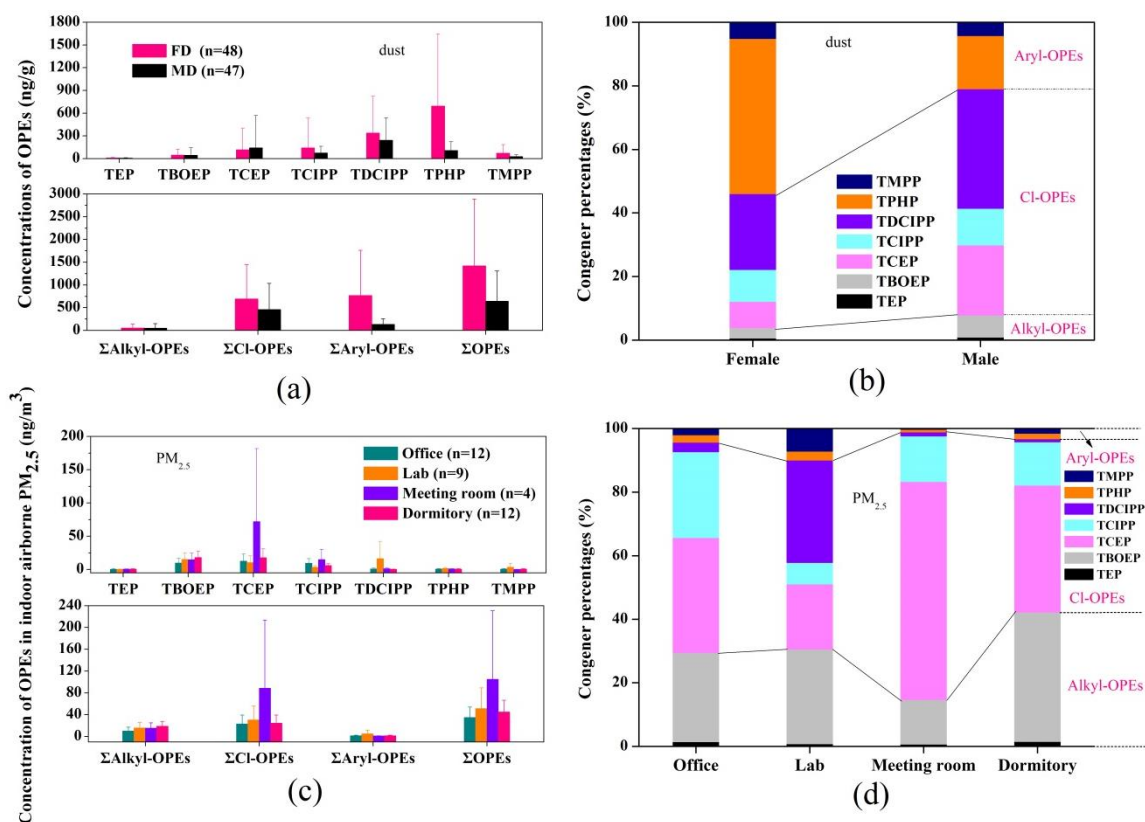 Concentrations of OPEs (ng/g)
1800
1500
1200
900
600
300
0
FD (n=48)
MD (n=47)
dust
TEP TBOEP TCEP TCIPP TDCIPP TPHP TMPP
3000
2500
2000
1500
1000
500
0
ΣAlkyl-OPEs ΣCl-OPEs ΣAryl-OPEs ΣOPEs
(a)
Congener percentages (%)
100
80
60
40
20
0
dust
TMPP
TPHP
TDCIPP
TCIPP
TCEP
TBOEP
TEP
Aryl-OPEs
Cl-OPEs
Alkyl-OPEs
Female Male
(b)
Concentration of OPEs in indoor airborne PM2.5 (ng/m3)
200
150
100
50
0
PM2.5
Office (n=12)
Lab (n=9)
Meeting room (n=4)
Dormitory (n=12)
TEP TBOEP TCEP TCIPP TDCIPP TPHP TMPP
240
200
160
120
80
40
0
ΣAlkyl-OPEs ΣCl-OPEs ΣAryl-OPEs ΣOPEs
(c)
Congener percentages (%)
100
80
60
40
20
0
PM2.5
Aryl-OPEs
TMPP
TPHP
TDCIPP
TCIPP
TCEP
TBOEP
TEP
Cl-OPEs
Alkyl-OPEs
Office Lab Meeting room Dormitory
(d)